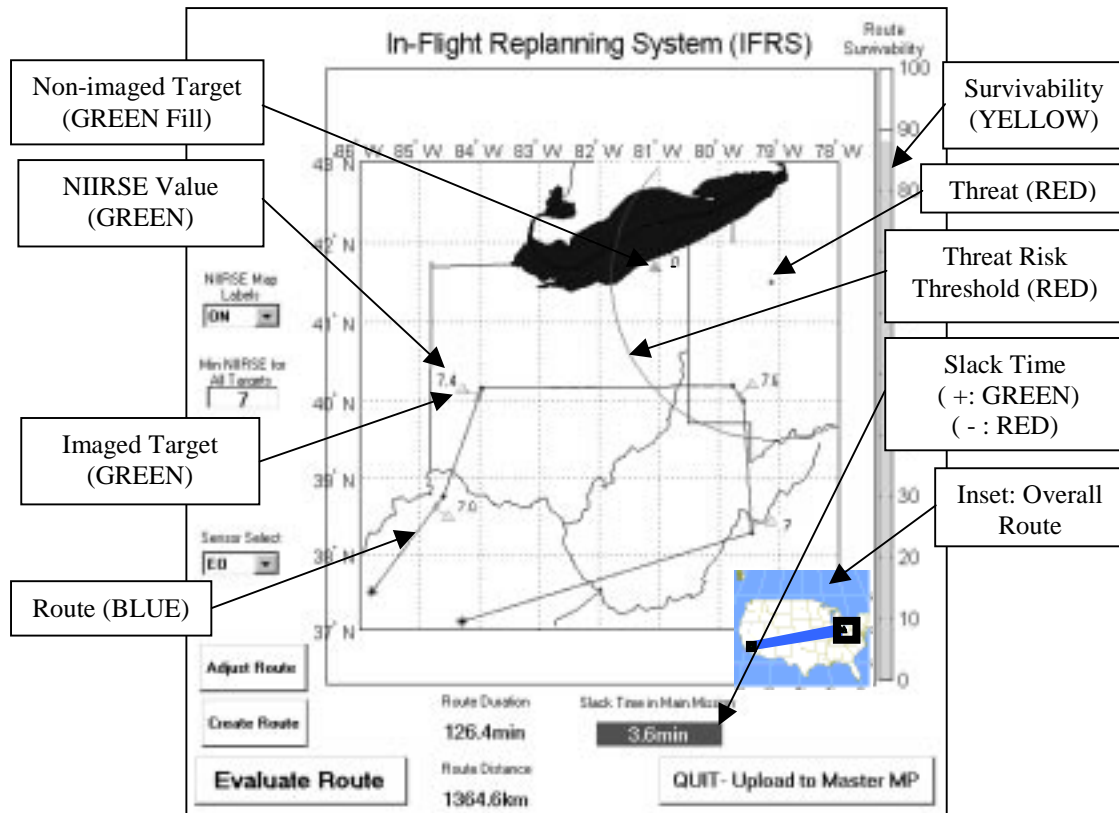 In-Flight Replanning System (IFRS)
Route
Survivability
Non-imaged Target
(GREEN Fill)
NIIRSE Value
(GREEN)
Imaged Target
(GREEN)
Route (BLUE)
Survivability
(YELLOW)
Threat (RED)
Threat Risk
Threshold (RED)
Slack Time
( +: GREEN)
( - : RED)
Inset: Overall
Route
86° W 85° W 84° W 83° W 82° W 81° W 80° W 79° W 78° W
43° N
42° N
41° N
40° N
39° N
38° N
37° N
100
90
80
30
20
10
0
0
7.4
7.6
7.0
7
NIIRSE Map
Labels
ON
Min NIIRSE for
All Targets
7
Sensor Select
EO
Adjust Route
Create Route
Evaluate Route
Route Duration
126.4min
Route Distance
1364.6km
Slack Time in Main Mission
3.6min
QUIT- Upload to Master MP